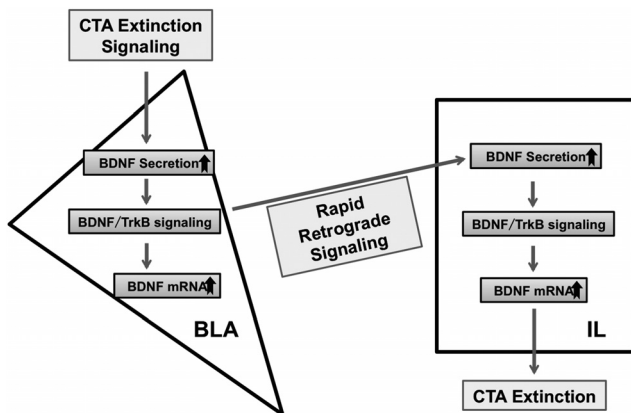 CTA Extinction
Signaling
BDNF Secretion
BDNF/TrkB signaling
BDNF mRNA
BLA
Rapid
Retrograde
Signaling
BDNF Secretion
BDNF/TrkB signaling
BDNF mRNA
IL
CTA Extinction